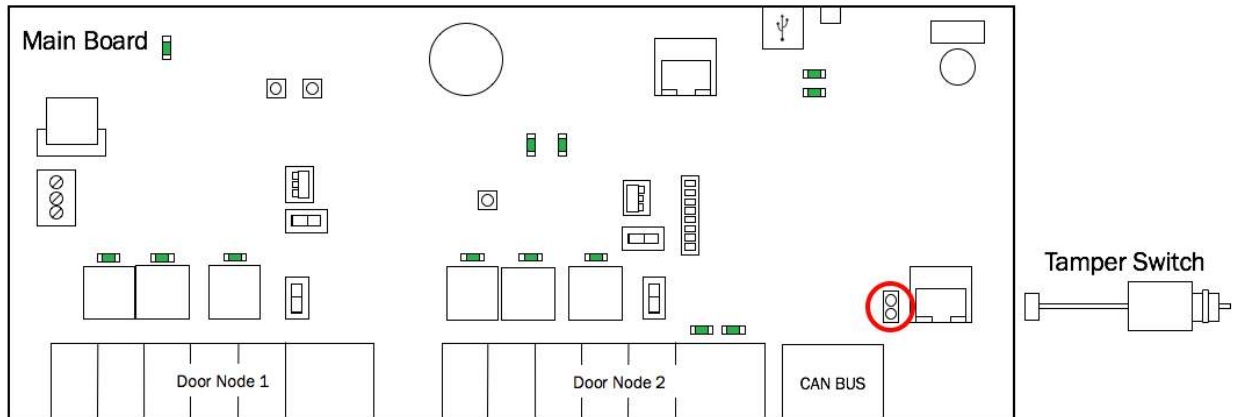 Main Board
Tamper Switch
Door Node 1
Door Node 2
CAN BUS